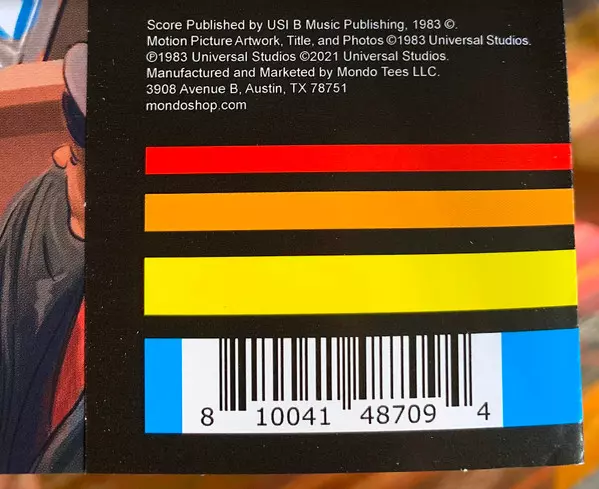 Score Published by USI B Music Publishing, 1983 ©.
Motion Picture Artwork, Title, and Photos ©1983 Universal Studios.
℗1983 Universal Studios ©2021 Universal Studios.
Manufactured and Marketed by Mondo Tees LLC.
3908 Avenue B, Austin, TX 78751
mondoshop.com
8 10041 48709 4